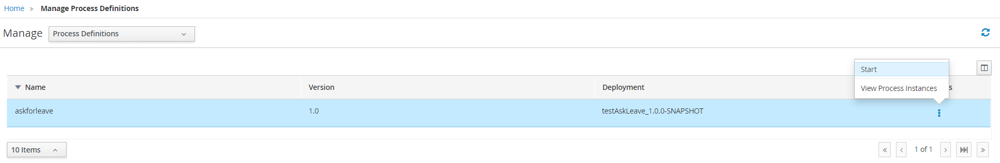 Home » Manage Process Definitions
Manage Process Definitions
Start
View Process Instances
Name Version Deployment s
askforleave 1.0 testAskLeave_1.0.0-SNAPSHOT
10 Items 1 of 1